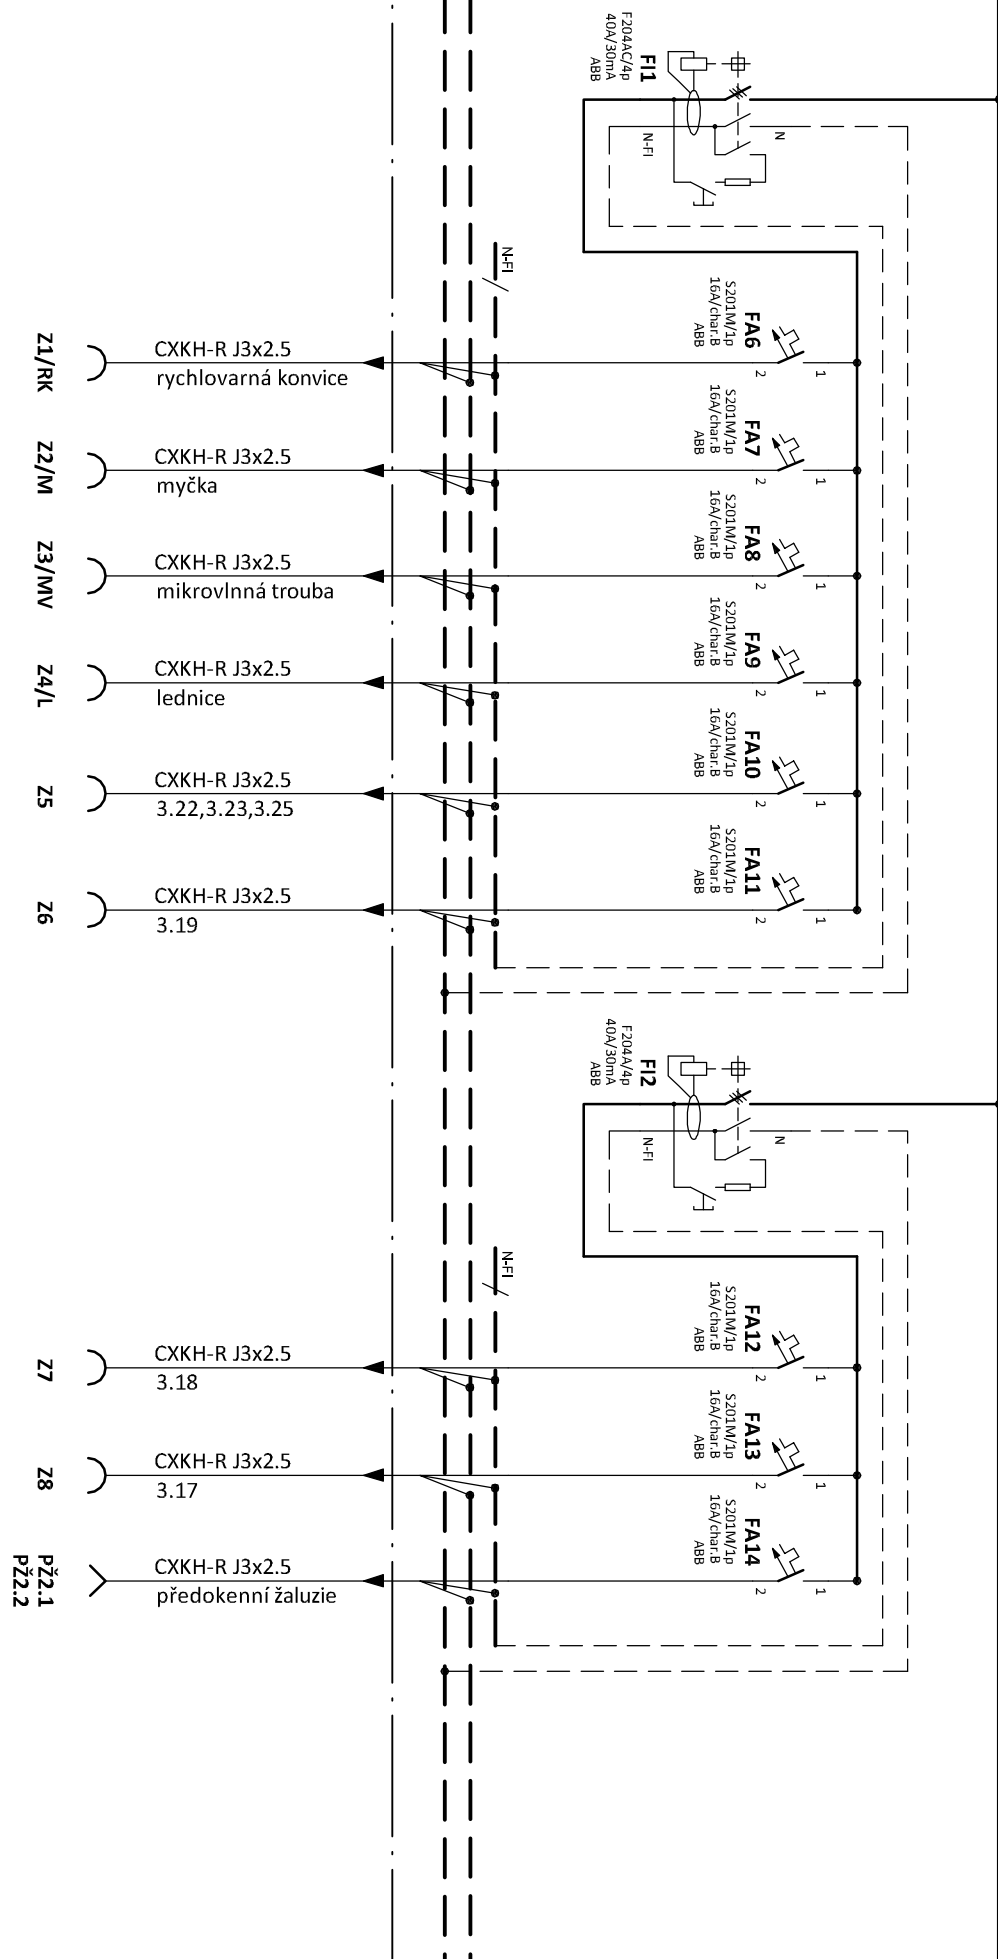 FI1
F204AC/4p
40A/30mA
ABB
N
N-FI
N-FI
FA6
S201M/1p
16A/char.B
ABB
1
2
CXKH-R J3x2.5
rychlovarná konvice
Z1/RK
FA7
S201M/1p
16A/char.B
ABB
1
2
CXKH-R J3x2.5
myčka
Z2/M
FA8
S201M/1p
16A/char.B
ABB
1
2
CXKH-R J3x2.5
mikrovlnná trouba
Z3/MV
FA9
S201M/1p
16A/char.B
ABB
1
2
CXKH-R J3x2.5
lednice
Z4/L
FA10
S201M/1p
16A/char.B
ABB
1
2
CXKH-R J3x2.5
3.22,3.23,3.25
Z5
FA11
S201M/1p
16A/char.B
ABB
1
2
CXKH-R J3x2.5
3.19
Z6
FI2
F204A/4p
40A/30mA
ABB
N
N-FI
N-FI
FA12
S201M/1p
16A/char.B
ABB
1
2
CXKH-R J3x2.5
3.18
Z7
FA13
S201M/1p
16A/char.B
ABB
1
2
CXKH-R J3x2.5
3.17
Z8
FA14
S201M/1p
16A/char.B
ABB
1
2
CXKH-R J3x2.5
předokenní žaluzie
PŽ2.1
PŽ2.2